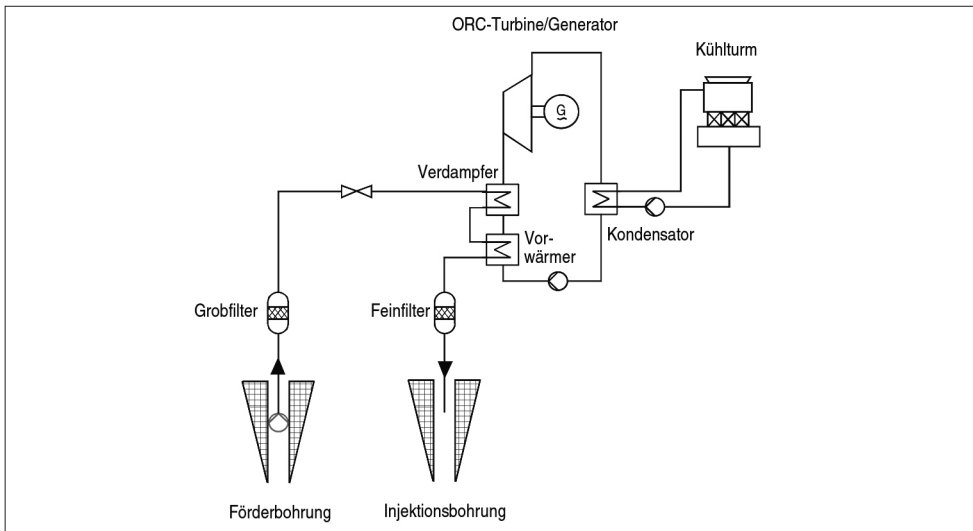 ORC-Turbine/Generator
Kühlturm
G
Verdampfer
Vor-
wärmer
Kondensator
Grobfilter
Feinfilter
Förderbohrung
Injektionsbohrung